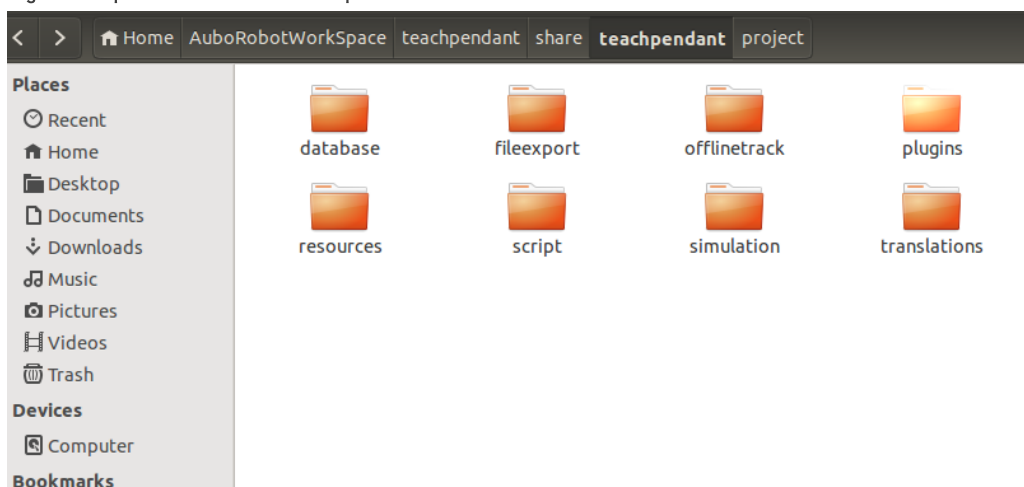 < > Home AuboRobotWorkSpace teachpendant share teachpendant project
Places
Recent
Home
Desktop
Documents
Downloads
Music
Pictures
Videos
Trash
Devices
Computer
Bookmarks
database fileexport offlinetrack plugins
resources script simulation translations